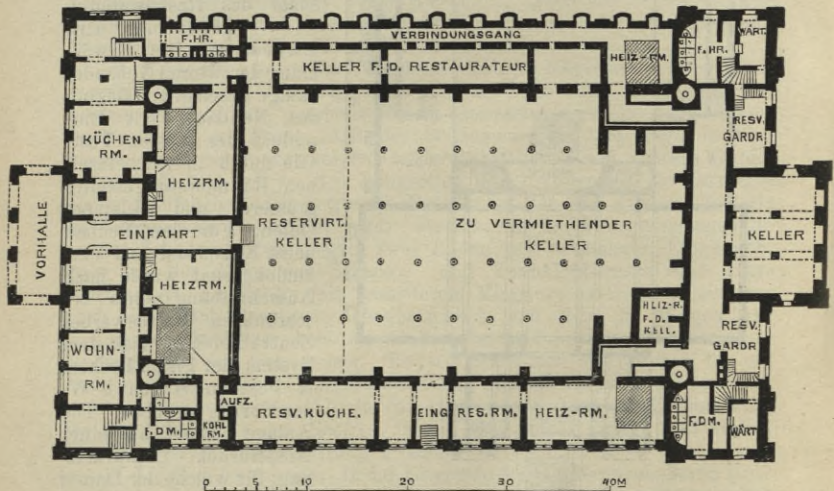 F. HR.
VERBINDUNGSGANG
KELLER F. D. RESTAURATEUR
HEIZ-RM.
F. HR.
WÄRT.
KÜCHEN-
RM.
HEIZRM.
RESV.
GARDR.
VORHALLE
EINFAHRT
RESERVIRT.
KELLER
ZU VERMIETHENDER
KELLER
KELLER
HEIZRM.
HEIZ-R.
F. D.
KELL.
RESV.
GARDR
WOHN-
RM.
AUFZ.
F. DM.
KOHL
RM.
RESV. KÜCHE.
EING
RES. RM.
HEIZ-RM.
F. DM.
WÄRT
0 5 10 20 30 40M